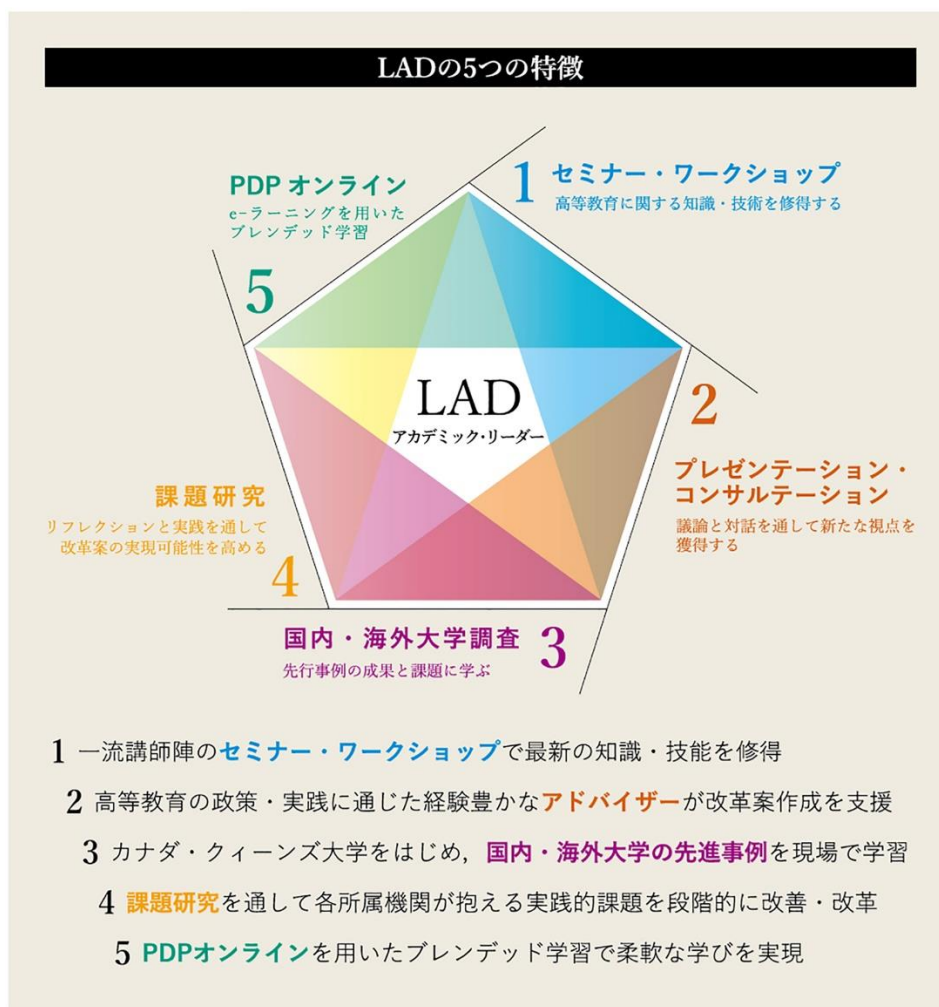 LADの5つの特徴
1 セミナー・ワークショップ
高等教育に関する知識・技術を修得する
2
プレゼンテーション・
コンサルテーション
議論と対話を通して新たな視点を
獲得する
3
国内・海外大学調査
先行事例の成果と課題に学ぶ
4
課題研究
リフレクションと実践を通して
改革案の実現可能性を高める
5
PDP オンライン
e-ラーニングを用いた
ブレンデッド学習
LAD
アカデミック・リーダー
1 一流講師陣のセミナー・ワークショップで最新の知識・技能を修得
2 高等教育の政策・実践に通じた経験豊かなアドバイザーが改革案作成を支援
3 カナダ・クィーンズ大学をはじめ，国内・海外大学の先進事例を現場で学習
4 課題研究を通して各所属機関が抱える実践的課題を段階的に改善・改革
5 PDPオンラインを用いたブレンデッド学習で柔軟な学びを実現